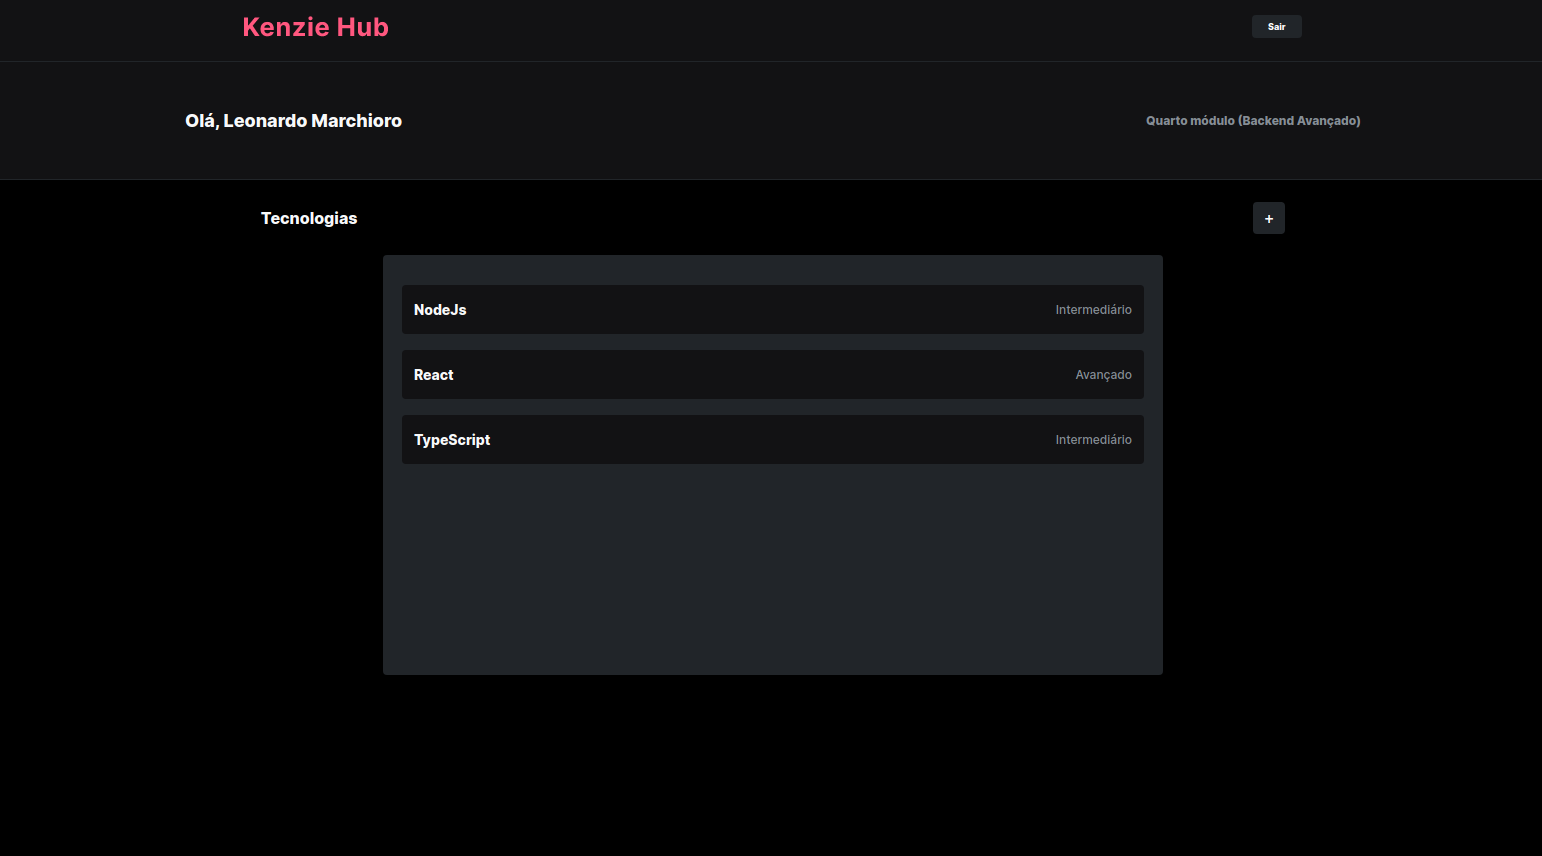 Kenzie Hub
Sair
Olá, Leonardo Marchioro
Quarto módulo (Backend Avançado)
Tecnologias
+
NodeJs
Intermediário
React
Avançado
TypeScript
Intermediário